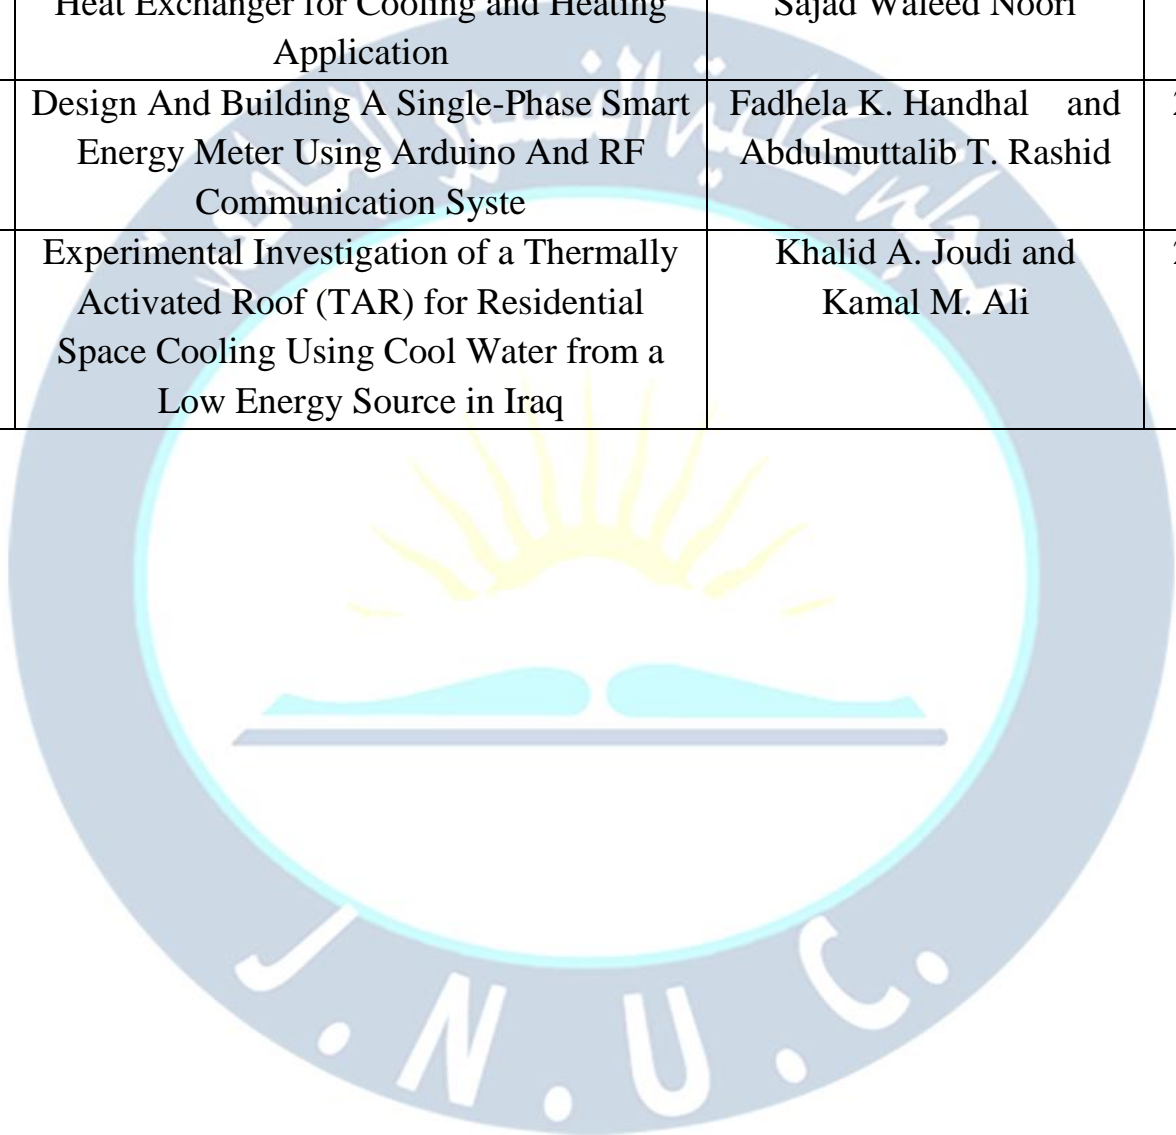 Heat Exchanger for Cooling and Heating
Application
Sajad Waleed Noori
Design And Building A Single-Phase Smart
Energy Meter Using Arduino And RF
Communication Syste
Fadhela K. Handhal and
Abdulmuttalib T. Rashid
Experimental Investigation of a Thermally
Activated Roof (TAR) for Residential
Space Cooling Using Cool Water from a
Low Energy Source in Iraq
Khalid A. Joudi and
Kamal M. Ali
J.N.U.C.